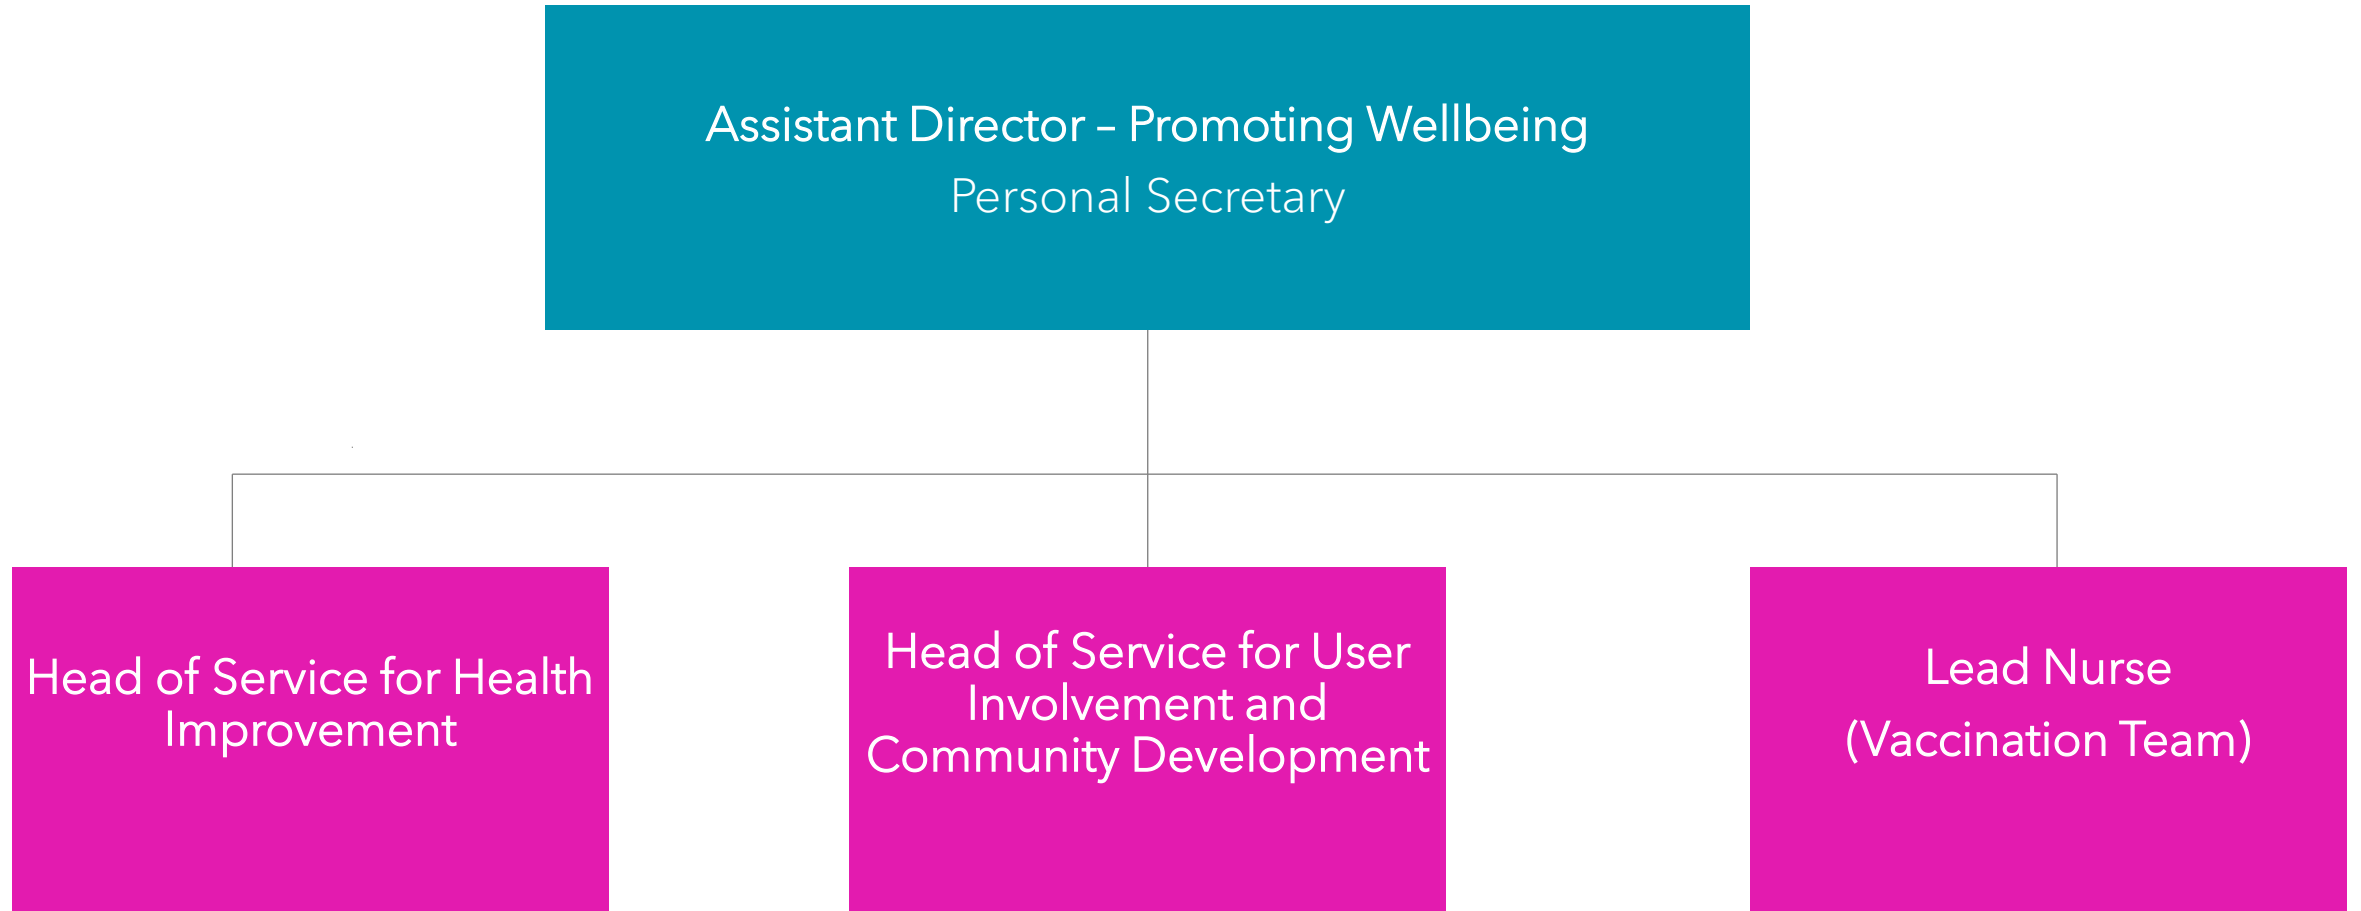 Assistant Director – Promoting Wellbeing
Personal Secretary
Head of Service for Health
Improvement
Head of Service for User
Involvement and
Community Development
Lead Nurse
(Vaccination Team)